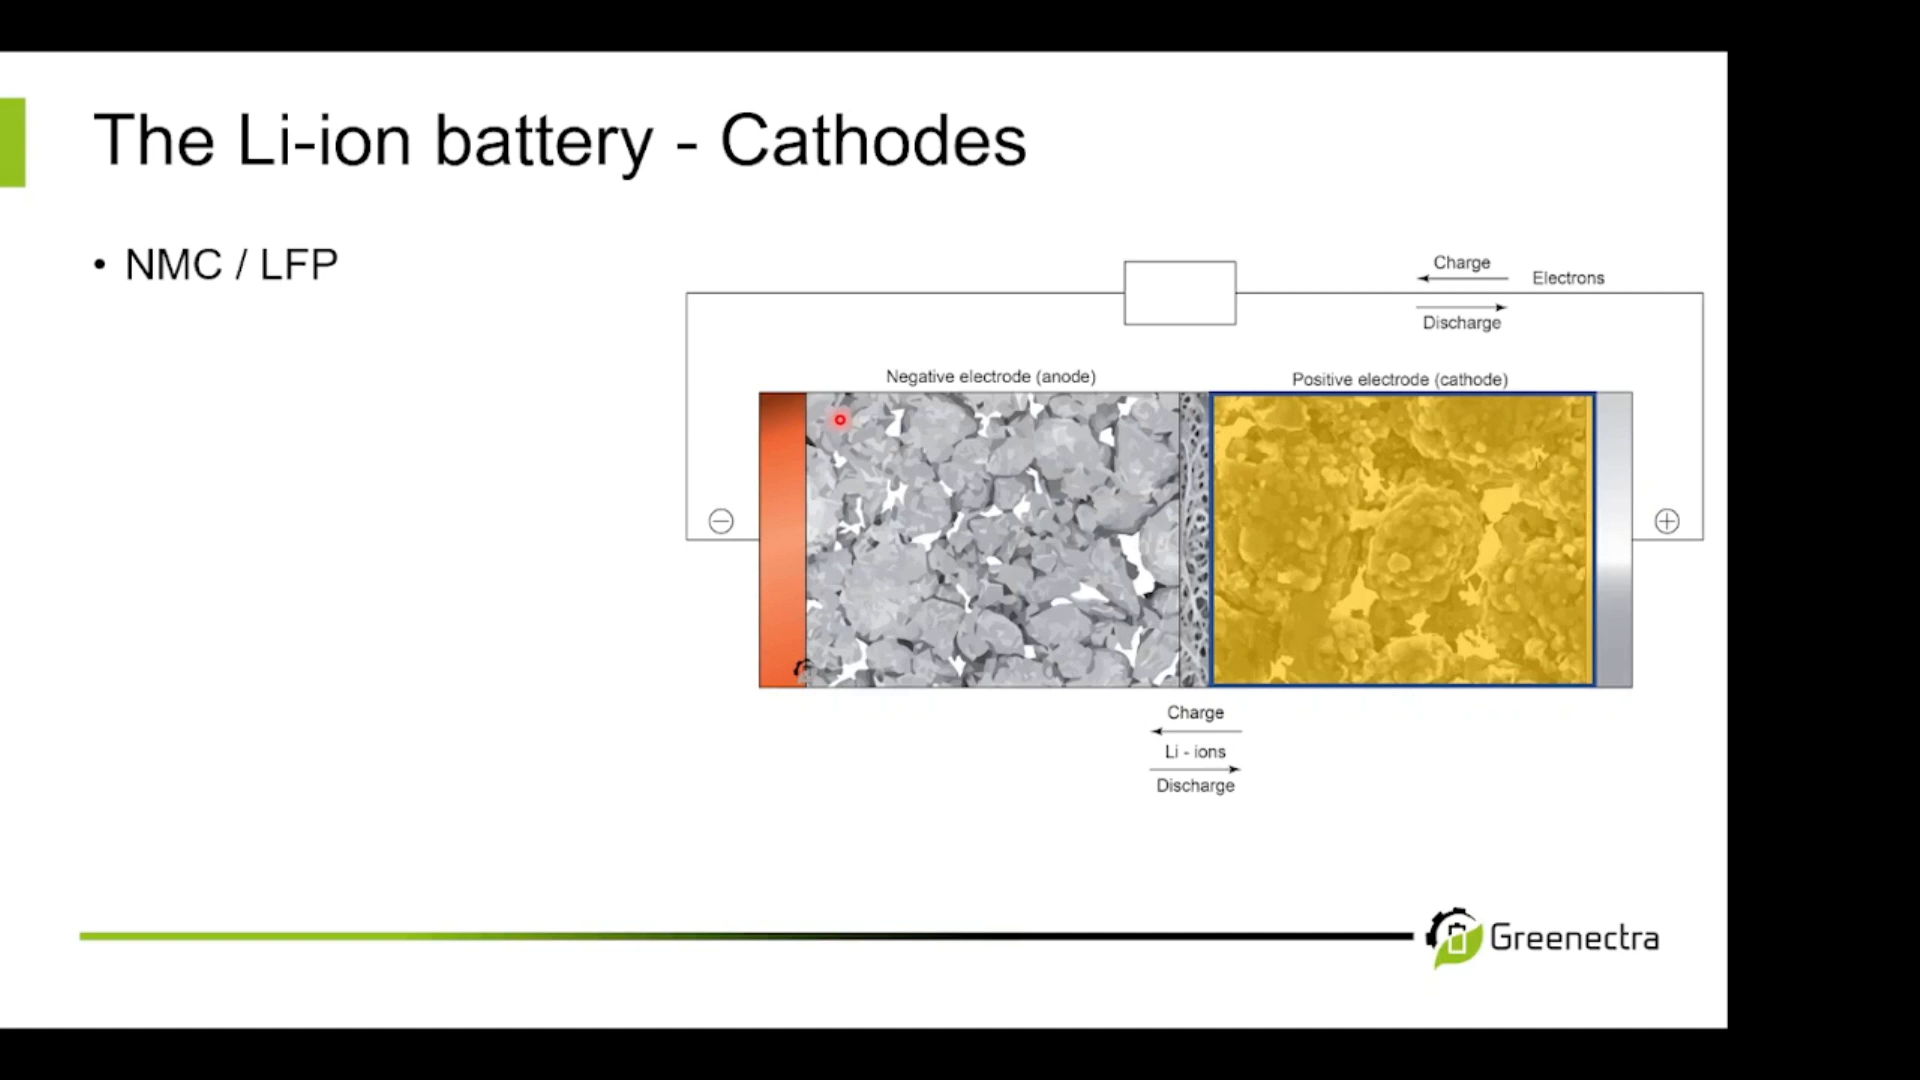 The Li-ion battery - Cathodes
• NMC / LFP
Charge
Electrons
Discharge
Negative electrode (anode)
Positive electrode (cathode)
Charge
Li - ions
Discharge
Greenectra